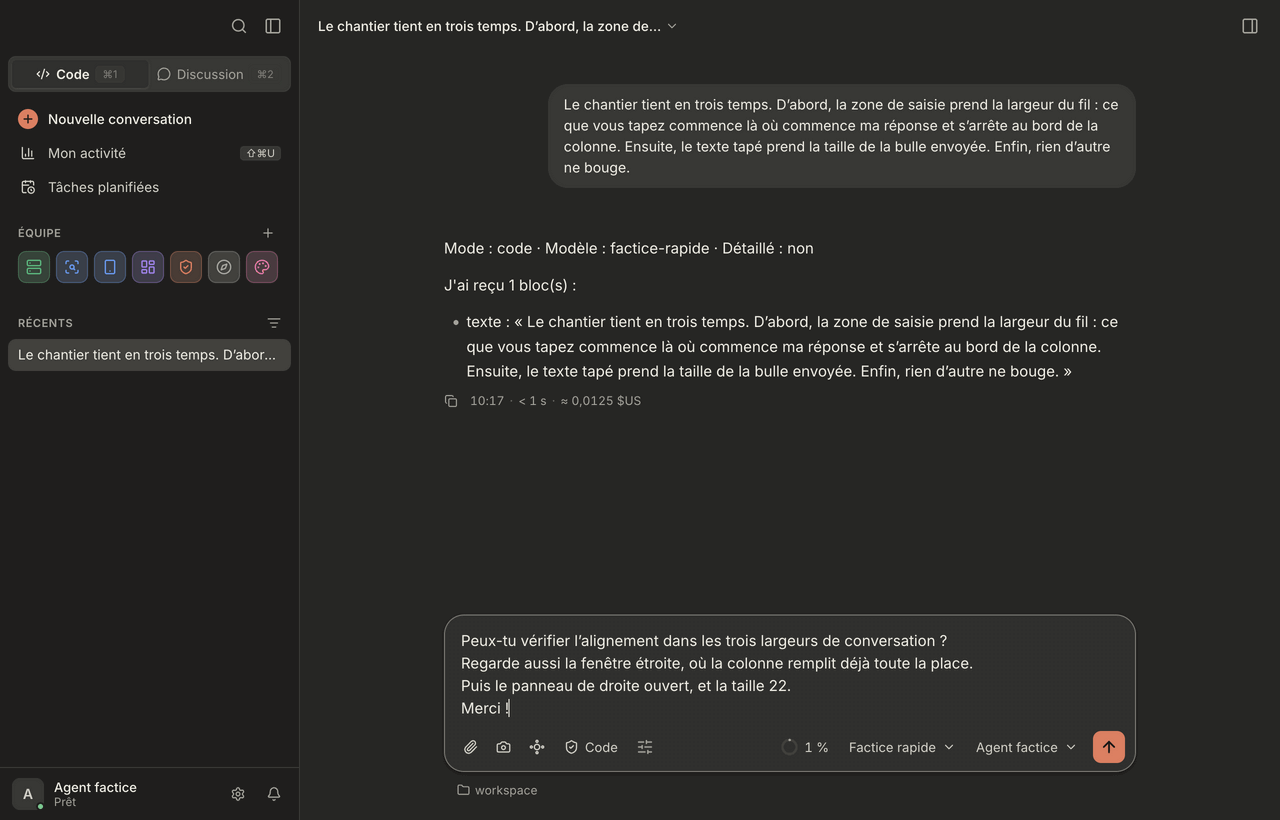 Le chantier tient en trois temps. D’abord, la zone de…
Code ⌘1
Discussion ⌘2
Nouvelle conversation
Mon activité ⇧⌘U
Tâches planifiées
ÉQUIPE
RÉCENTS
Le chantier tient en trois temps. D’abor…
Le chantier tient en trois temps. D’abord, la zone de saisie prend la largeur du fil : ce
que vous tapez commence là où commence ma réponse et s’arrête au bord de la
colonne. Ensuite, le texte tapé prend la taille de la bulle envoyée. Enfin, rien d’autre
ne bouge.
Mode : code · Modèle : factice-rapide · Détaillé : non
J'ai reçu 1 bloc(s) :
• texte : « Le chantier tient en trois temps. D’abord, la zone de saisie prend la largeur du fil : ce
que vous tapez commence là où commence ma réponse et s’arrête au bord de la colonne.
Ensuite, le texte tapé prend la taille de la bulle envoyée. Enfin, rien d’autre ne bouge. »
10:17 · < 1 s · ≈ 0,0125 $US
Peux-tu vérifier l’alignement dans les trois largeurs de conversation ?
Regarde aussi la fenêtre étroite, où la colonne remplit déjà toute la place.
Puis le panneau de droite ouvert, et la taille 22.
Merci !
Code
1 %
Factice rapide
Agent factice
workspace
A
Agent factice
Prêt